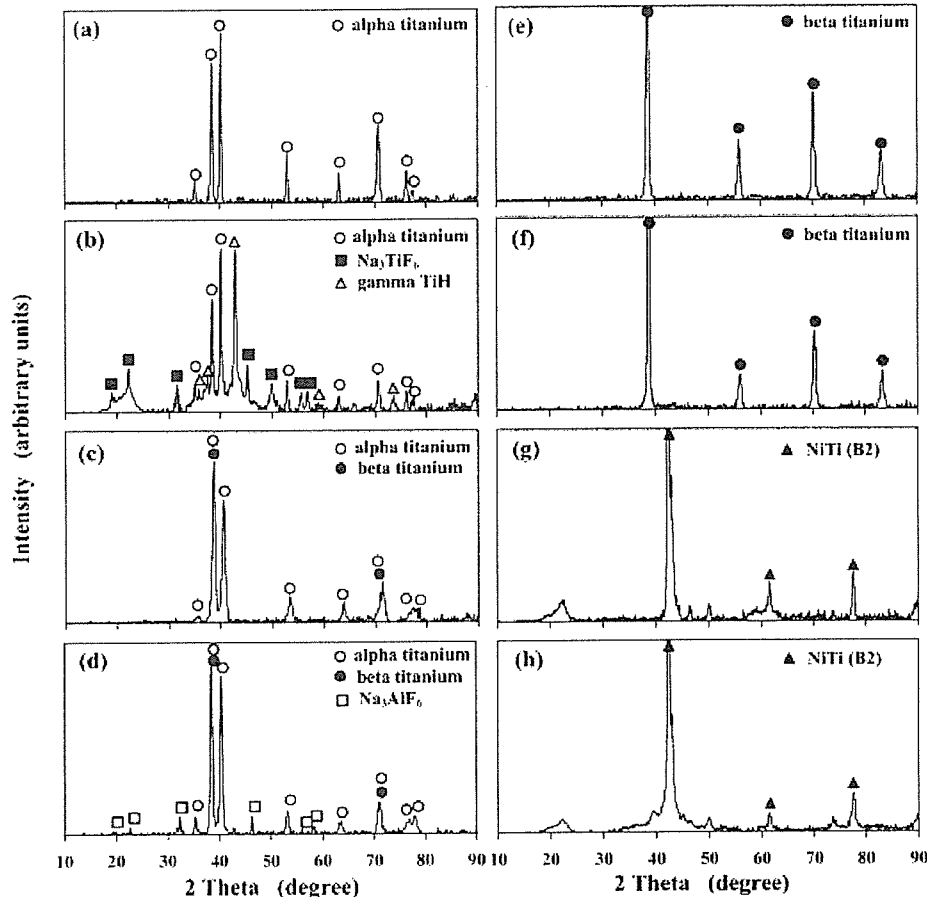 (a)
alpha titanium
(b)
alpha titanium
Na₃TiF₆
gamma TiH
(c)
alpha titanium
beta titanium
(d)
alpha titanium
beta titanium
Na₃AlF₆
10 20 30 40 50 60 70 80 90
2 Theta (degree)
Intensity (arbitrary units)
(e)
beta titanium
(f)
beta titanium
(g)
NiTi (B2)
(h)
NiTi (B2)
10 20 30 40 50 60 70 80 90
2 Theta (degree)